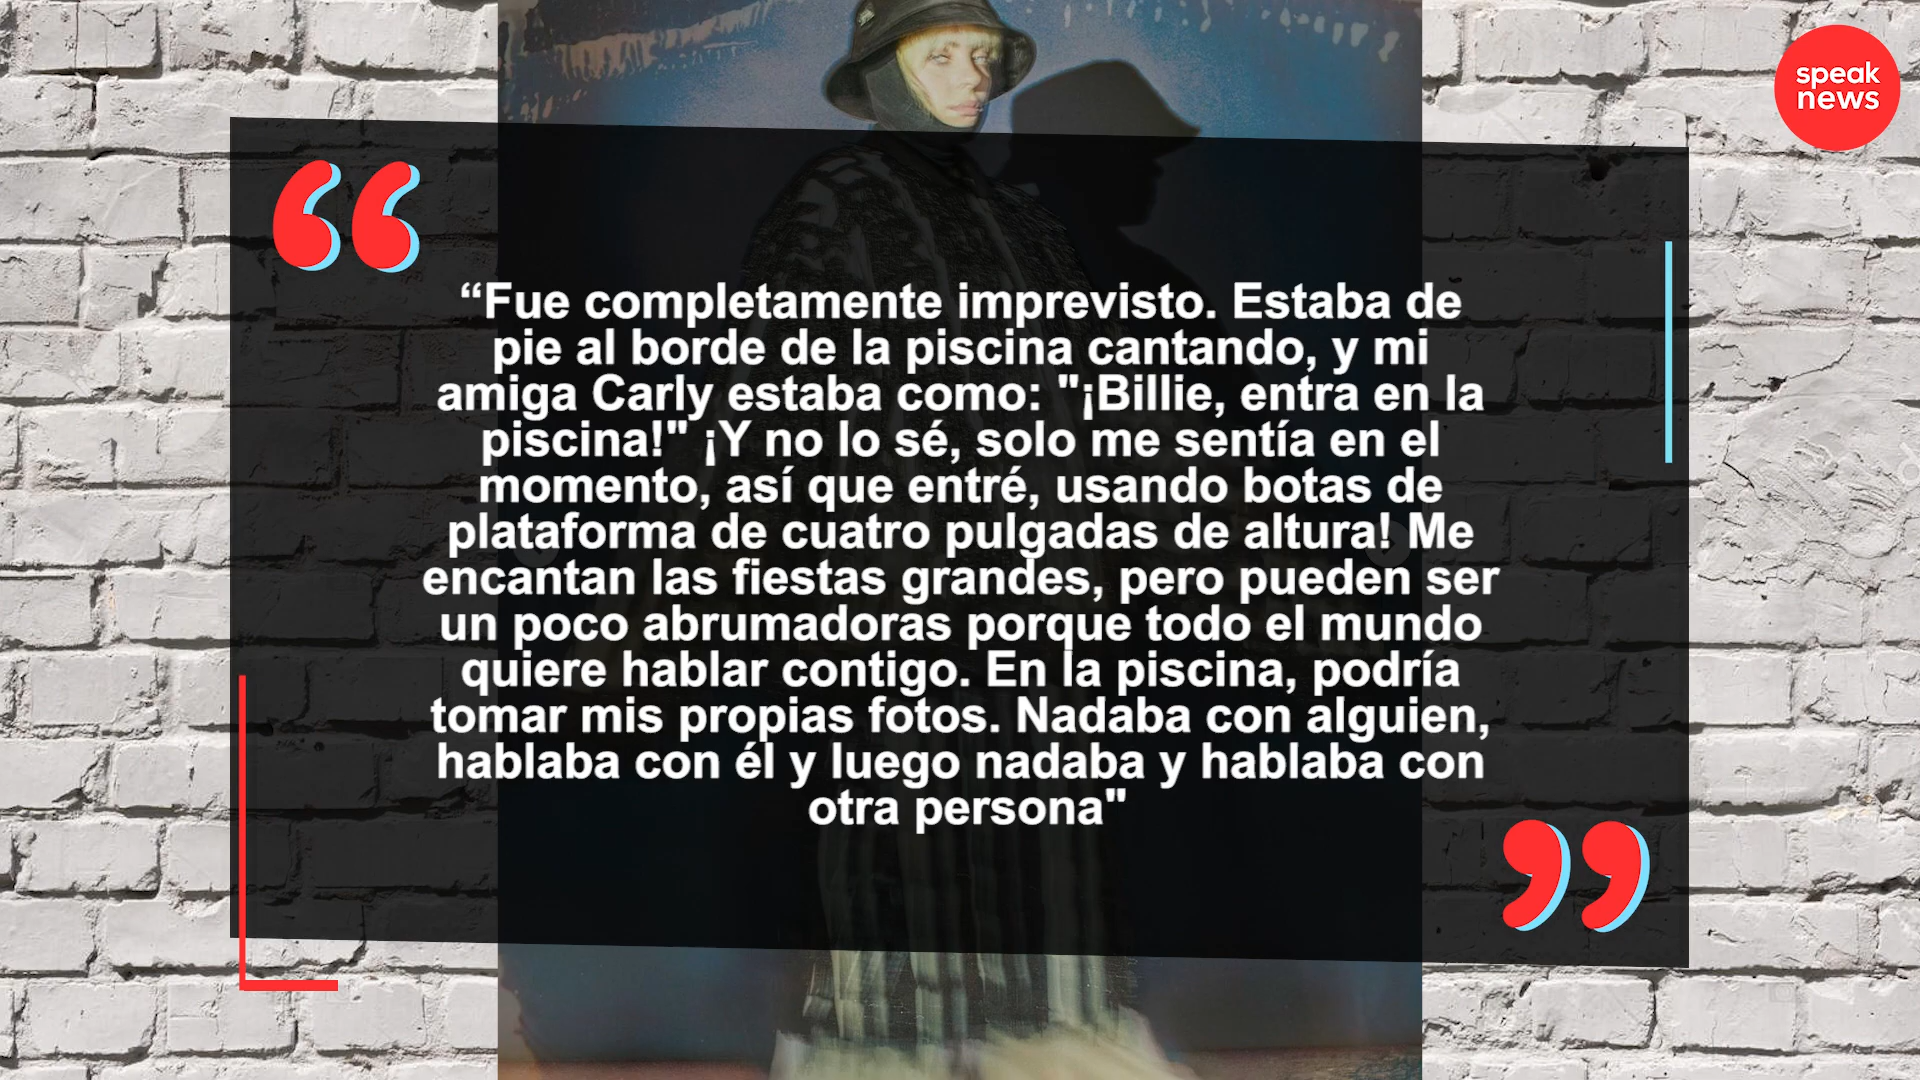 speak
news
“Fue completamente imprevisto. Estaba de
pie al borde de la piscina cantando, y mi
amiga Carly estaba como: "¡Billie, entra en la
piscina!" ¡Y no lo sé, solo me sentía en el
momento, así que entré, usando botas de
plataforma de cuatro pulgadas de altura! Me
encantan las fiestas grandes, pero pueden ser
un poco abrumadoras porque todo el mundo
quiere hablar contigo. En la piscina, podría
tomar mis propias fotos. Nadaba con alguien,
hablaba con él y luego nadaba y hablaba con
otra persona"